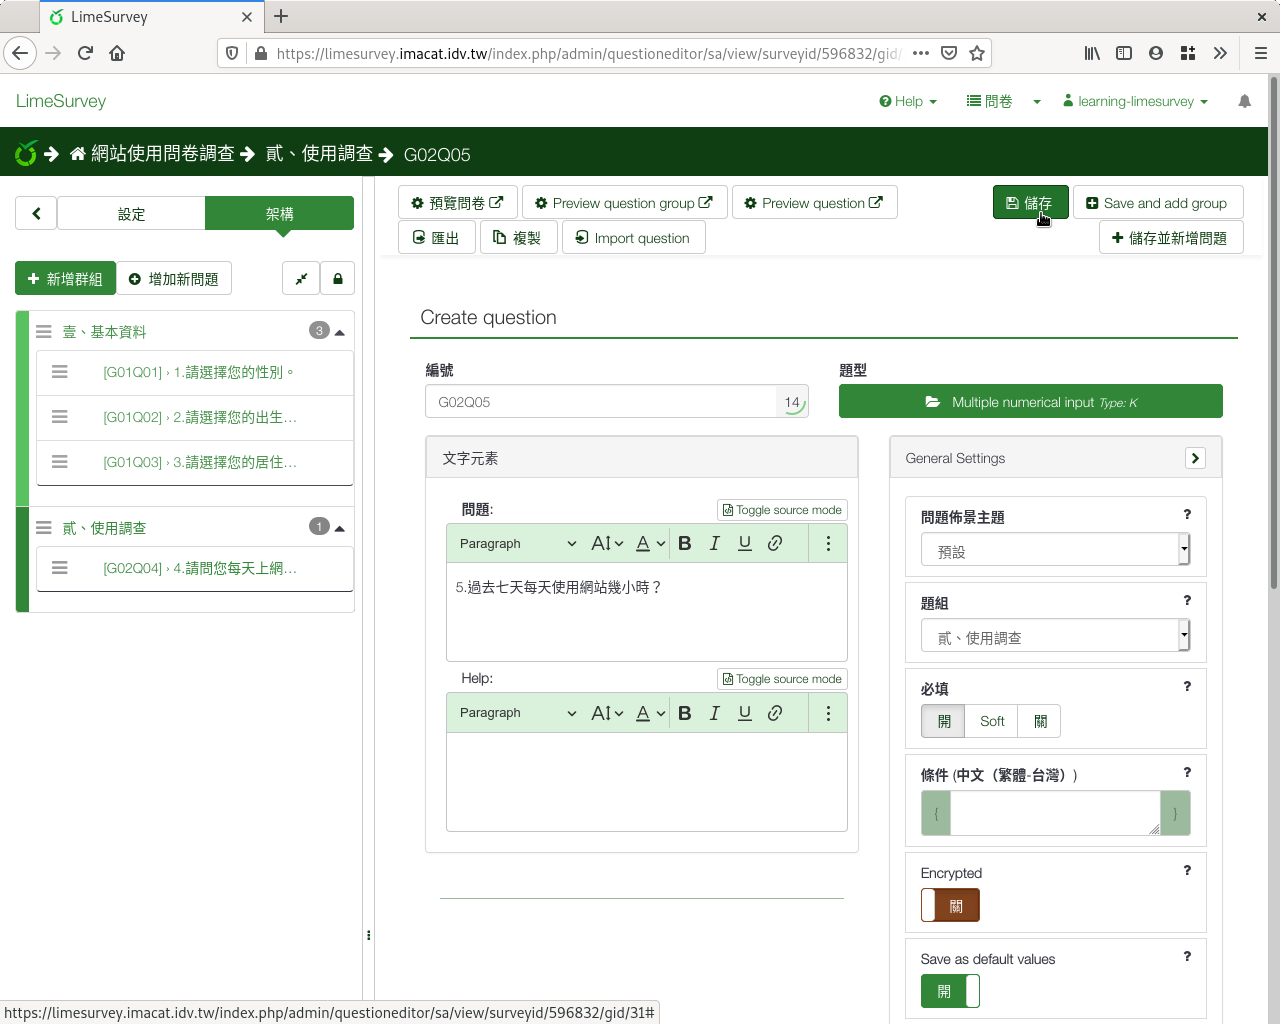 LimeSurvey
https://limesurvey.imacat.idv.tw/index.php/admin/questioneditor/sa/view/surveyid/596832/gid/
LimeSurvey
Help
問卷
learning-limesurvey
網站使用問卷調查
貳、使用調查
G02Q05
設定
架構
預覽問卷
Preview question group
Preview question
儲存
Save and add group
匯出
複製
Import question
儲存並新增問題
新增群組
增加新問題
壹、基本資料
3
[G01Q01] › 1.請選擇您的性別。
[G01Q02] › 2.請選擇您的出生...
[G01Q03] › 3.請選擇您的居住...
貳、使用調查
1
[G02Q04] › 4.請問您每天上網...
Create question
編號
G02Q05
14
題型
Multiple numerical input Type: K
文字元素
問題:
Toggle source mode
Paragraph
A
A
B
I
U
5.過去七天每天使用網站幾小時？
Help:
Toggle source mode
Paragraph
A
A
B
I
U
General Settings
問題佈景主題
?
預設
題組
?
貳、使用調查
必填
?
開
Soft
關
條件 (中文（繁體-台灣）)
?
{
}
Encrypted
?
關
Save as default values
?
開
https://limesurvey.imacat.idv.tw/index.php/admin/questioneditor/sa/view/surveyid/596832/gid/31#